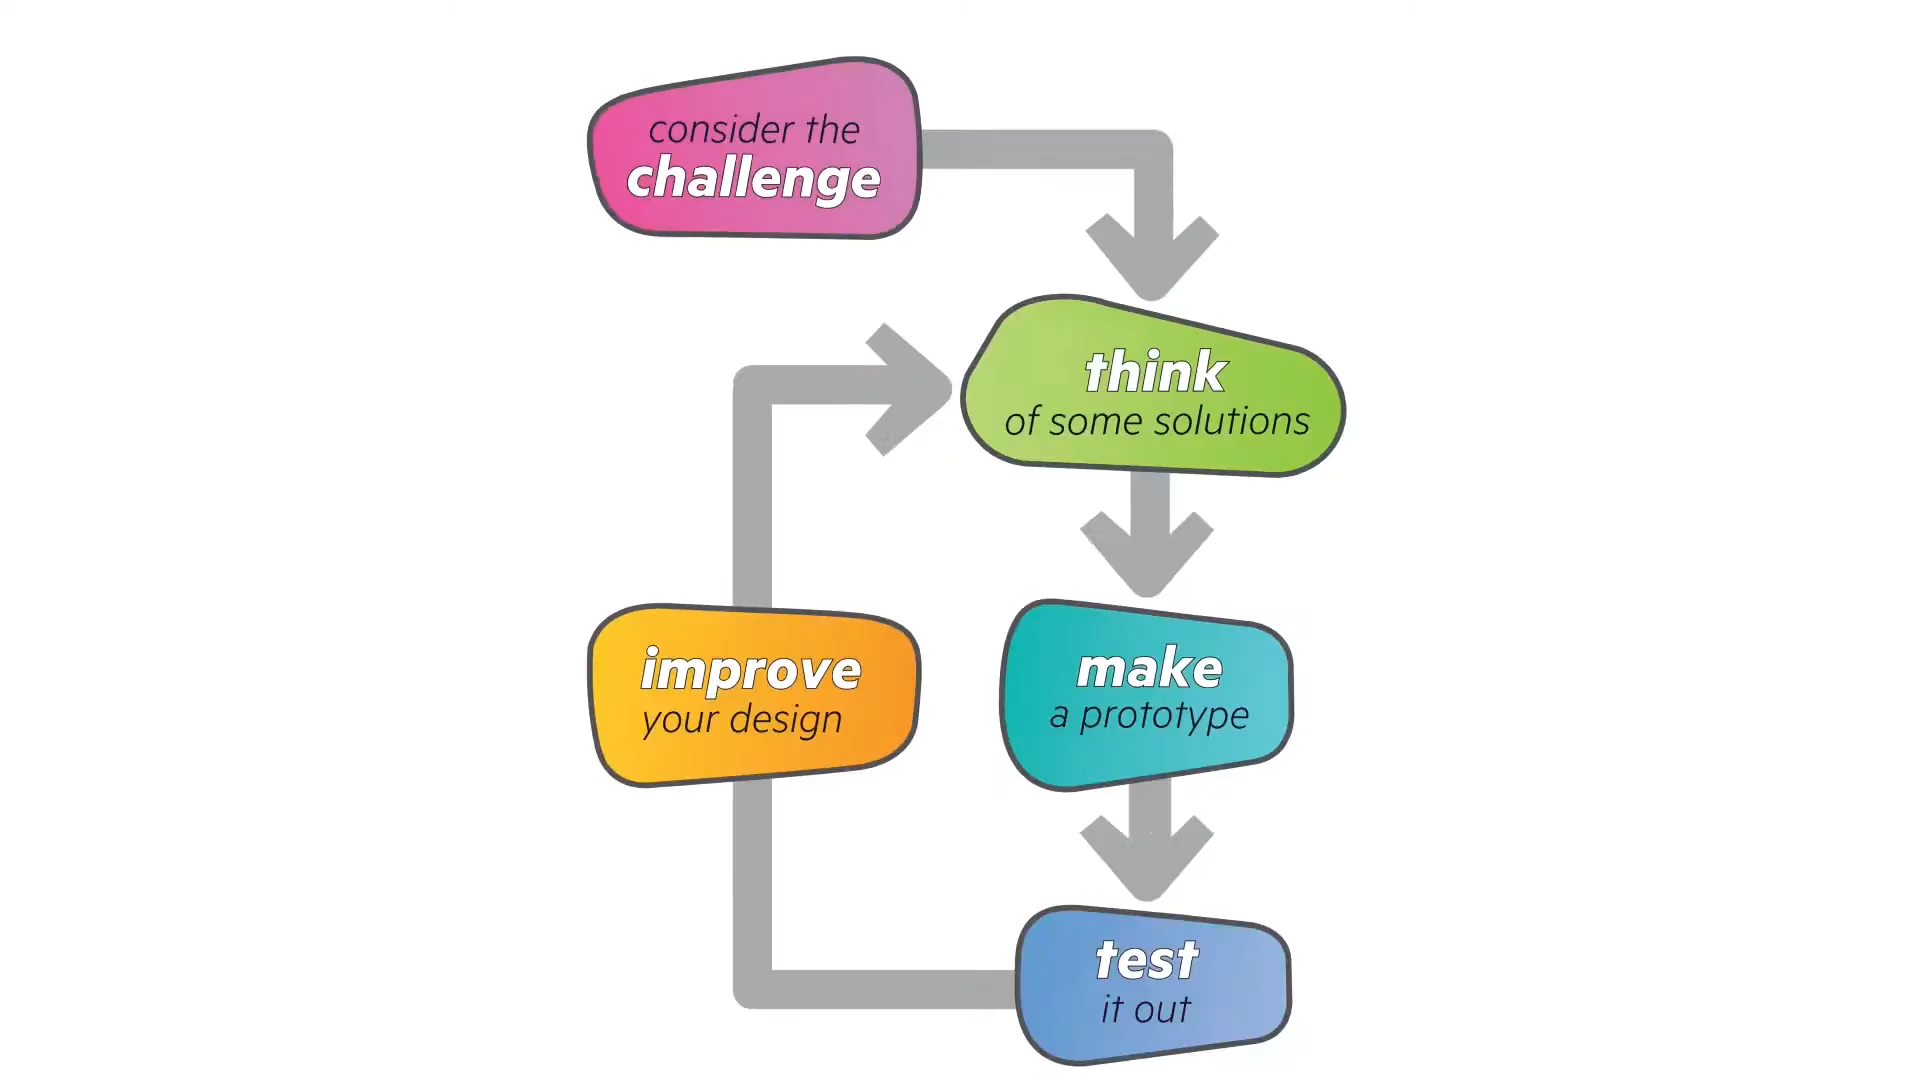 consider the
challenge
think
of some solutions
improve
your design
make
a prototype
test
it out